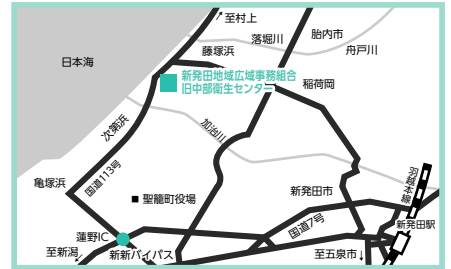 至村上
落堀川
胎内市
舟戸川
藤塚浜
日本海
新発田地域広域事務組合
旧中部衛生センター
稲荷岡
次第浜
加治川
国道113号
亀塚浜
聖籠町役場
新発田市
羽越本線
蓮野IC
国道7号
新発田駅
至新潟
新新バイパス
至五泉市